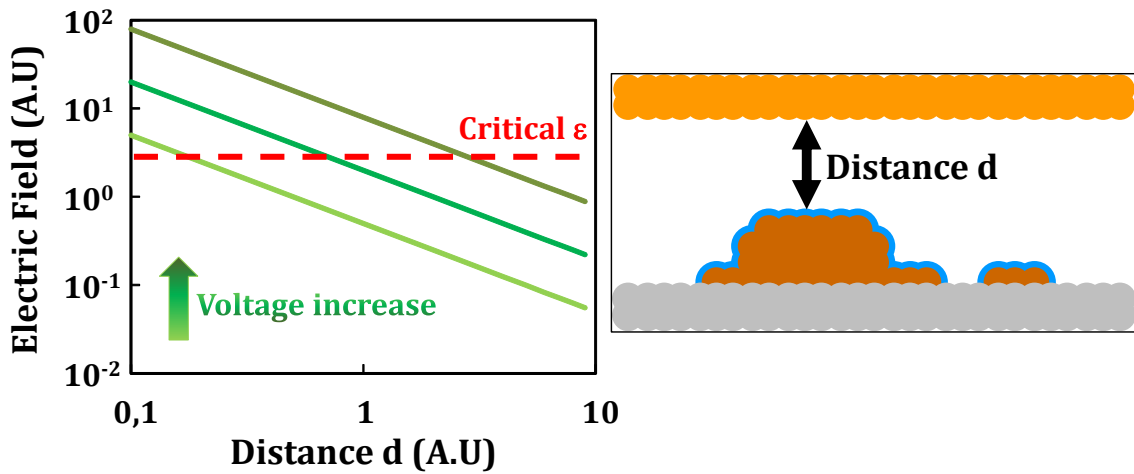 Electric Field (A.U)
10²
10¹
10⁰
10⁻¹
10⁻²
Critical ε
Voltage increase
0,1
1
10
Distance d (A.U)
Distance d